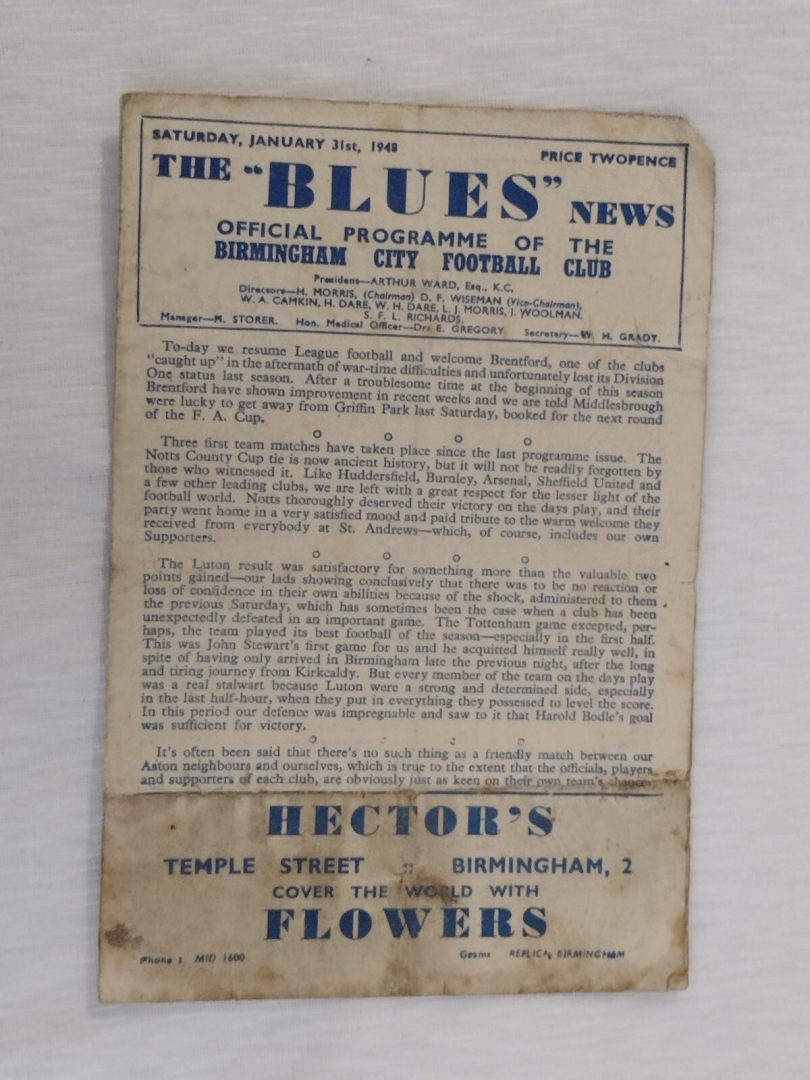 SATURDAY, JANUARY 31st, 1948
PRICE TWOPENCE
THE "BLUES" NEWS
OFFICIAL PROGRAMME OF THE
BIRMINGHAM CITY FOOTBALL CLUB
President—ARTHUR WARD, Esq., K.C.
Directors—H. MORRIS, (Chairman) D. F. WISEMAN (Vice-Chairman),
W. A. CAMKIN, H. DARE, W. H. DARE, L. J. MORRIS, J. WOOLMAN,
S. F. L. RICHARDS.
Manager—H. STORER. Hon. Medical Officer—Dr. E. GREGORY. Secretary—W. H. GRADY.
To-day we resume League football and welcome Brentford, one of the clubs
"caught up" in the aftermath of war-time difficulties and unfortunately lost its Division
One status last season. After a troublesome time at the beginning of this season
Brentford have shown improvement in recent weeks and we are told Middlesbrough
were lucky to get away from Griffin Park last Saturday, booked for the next round
of the F. A. Cup.
Three first team matches have taken place since the last programme issue. The
Notts County Cup tie is now ancient history, but it will not be readily forgotten by
those who witnessed it. Like Huddersfield, Burnley, Arsenal, Sheffield United and
a few other leading clubs, we are left with a great respect for the lesser light of the
football world. Notts thoroughly deserved their victory on the days play, and their
party went home in a very satisfied mood and paid tribute to the warm welcome they
received from everybody at St. Andrews—which, of course, includes our own
Supporters.
The Luton result was satisfactory for something more than the valuable two
points gained—our lads showing conclusively that there was to be no reaction or
loss of confidence in their own abilities because of the shock, administered to them
the previous Saturday, which has sometimes been the case when a club has been
unexpectedly defeated in an important game. The Tottenham game excepted, per-
haps, the team played its best football of the season—especially in the first half.
This was John Stewart's first game for us and he acquitted himself really well, in
spite of having only arrived in Birmingham late the previous night, after the long
and tiring journey from Kirkcaldy. But every member of the team on the days play
was a real stalwart because Luton were a strong and determined side, especially
in the last half-hour, when they put in everything they possessed to level the score.
In this period our defence was impregnable and saw to it that Harold Bodle's goal
was sufficient for victory.
It's often been said that there's no such thing as a friendly match between our
Aston neighbours and ourselves, which is true to the extent that the officials, players
and supporters of each club, are obviously just as keen on their own team's chances
HECTOR'S
TEMPLE STREET :: BIRMINGHAM, 2
COVER THE WORLD WITH
FLOWERS
Phone : MID 1600
Grams REPLICA, BIRMINGHAM